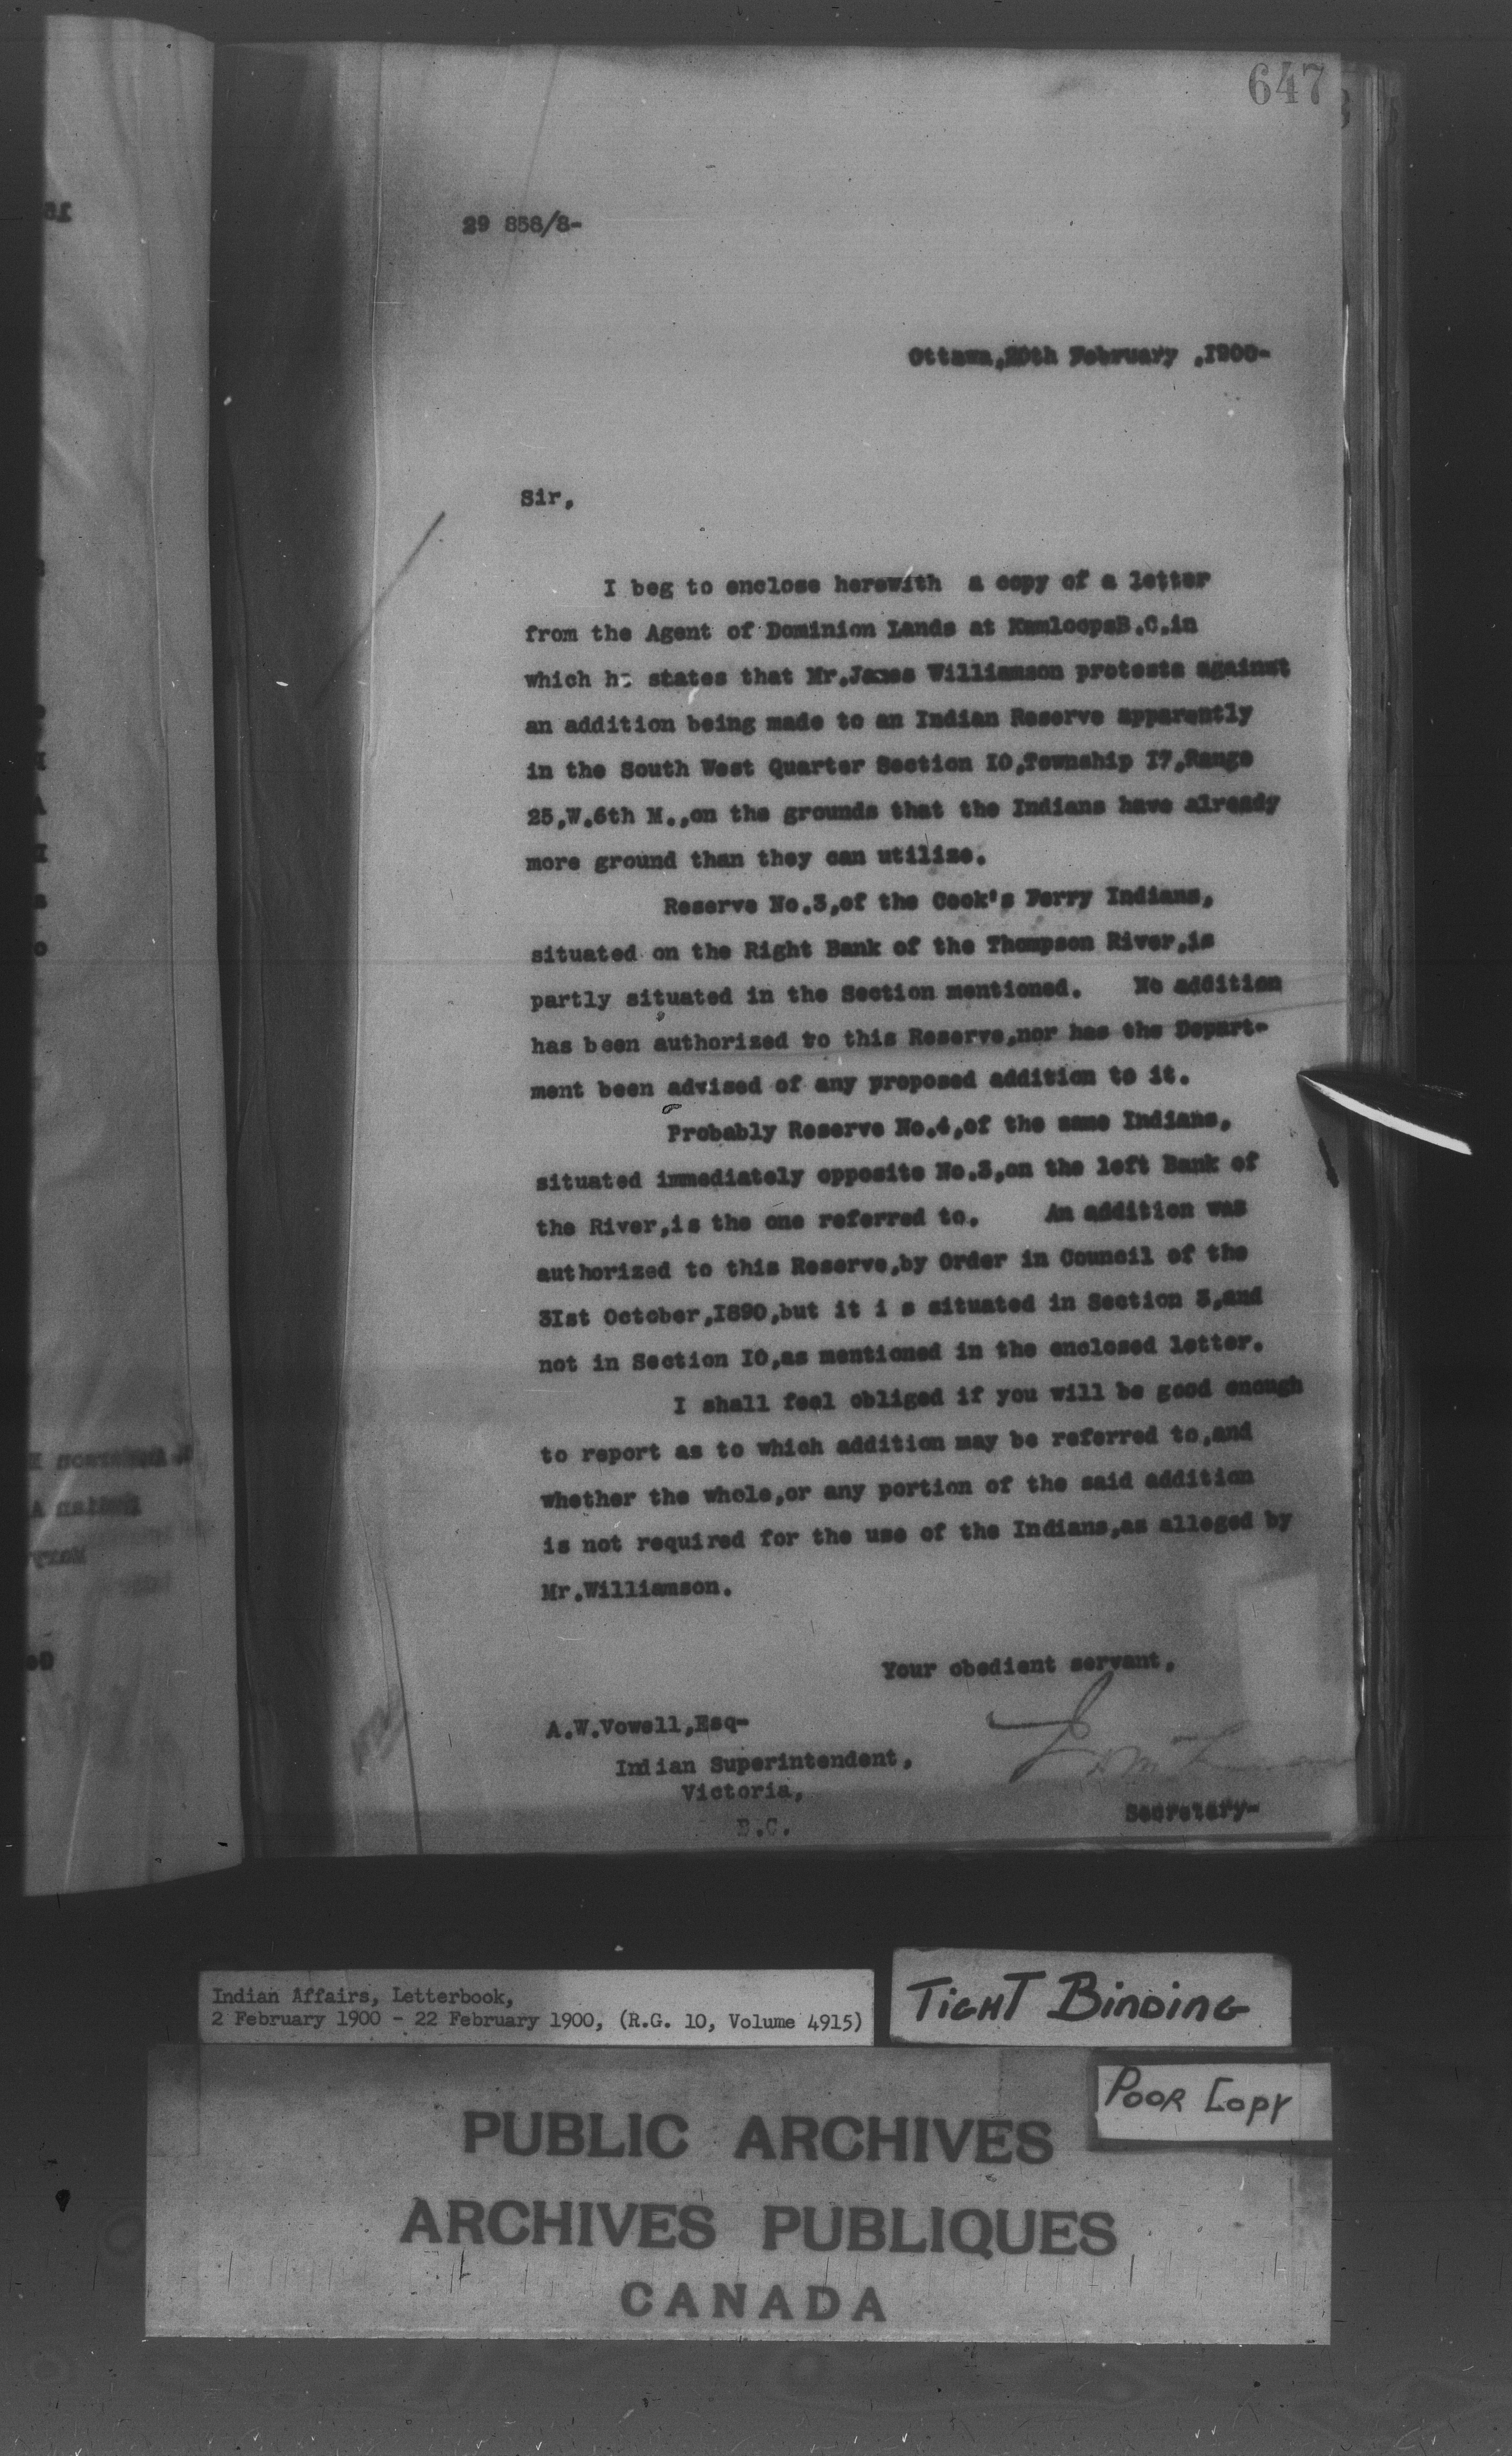 647
29 858/8-
Ottawa,20th February ,1900-
Sir,
I beg to enclose herewith a copy of a letter
from the Agent of Dominion Lands at KamloopsB.C.in
which he states that Mr.James Williamson protests against
an addition being made to an Indian Reserve apparently
in the South West Quarter Section I0,Township I7,Range
25,W.6th M.,on the grounds that the Indians have already
more ground than they can utilise.
Reserve No.3,of the Cook's Ferry Indians,
situated on the Right Bank of the Thompson River,is
partly situated in the Section mentioned. No addition
has been authorized to this Reserve,nor has the Depart-
ment been advised of any proposed addition to it.
Probably Reserve No.4,of the same Indians,
situated immediately opposite No.3,on the left Bank of
the River,is the one referred to. An addition was
authorized to this Reserve,by Order in Council of the
3Ist October,I890,but it i s situated in Section 3,and
not in Section I0,as mentioned in the enclosed letter.
I shall feel obliged if you will be good enough
to report as to which addition may be referred to,and
whether the whole,or any portion of the said addition
is not required for the use of the Indians,as alleged by
Mr.Williamson.
Your obedient servant,
A.W.Vowell,Esq-
Indian Superintendent,
Victoria,
B.C.
Secretary-
Indian Affairs, Letterbook,
2 February 1900 - 22 February 1900, (R.G. 10, Volume 4915)
TIGHT BINDING
POOR COPY
PUBLIC ARCHIVES
ARCHIVES PUBLIQUES
CANADA